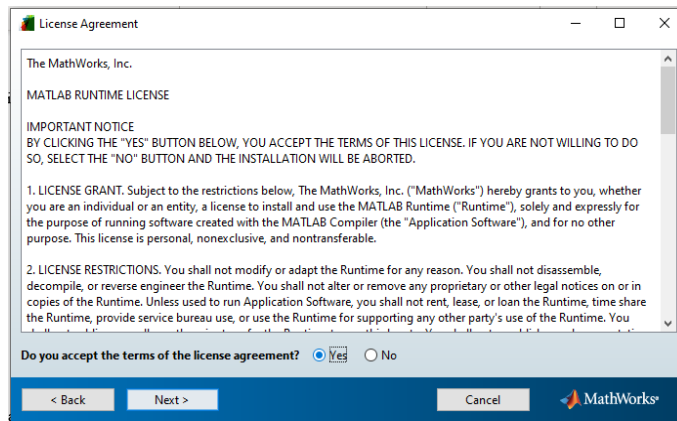 License Agreement
The MathWorks, Inc.
MATLAB RUNTIME LICENSE
IMPORTANT NOTICE
BY CLICKING THE "YES" BUTTON BELOW, YOU ACCEPT THE TERMS OF THIS LICENSE. IF YOU ARE NOT WILLING TO DO
SO, SELECT THE "NO" BUTTON AND THE INSTALLATION WILL BE ABORTED.
1. LICENSE GRANT. Subject to the restrictions below, The MathWorks, Inc. ("MathWorks") hereby grants to you, whether
you are an individual or an entity, a license to install and use the MATLAB Runtime ("Runtime"), solely and expressly for
the purpose of running software created with the MATLAB Compiler (the "Application Software"), and for no other
purpose. This license is personal, nonexclusive, and nontransferable.
2. LICENSE RESTRICTIONS. You shall not modify or adapt the Runtime for any reason. You shall not disassemble,
decompile, or reverse engineer the Runtime. You shall not alter or remove any proprietary or other legal notices on or in
copies of the Runtime. Unless used to run Application Software, you shall not rent, lease, or loan the Runtime, time share
the Runtime, provide service bureau use, or use the Runtime for supporting any other party's use of the Runtime. You
Do you accept the terms of the license agreement? Yes No
< Back Next > Cancel MathWorks®